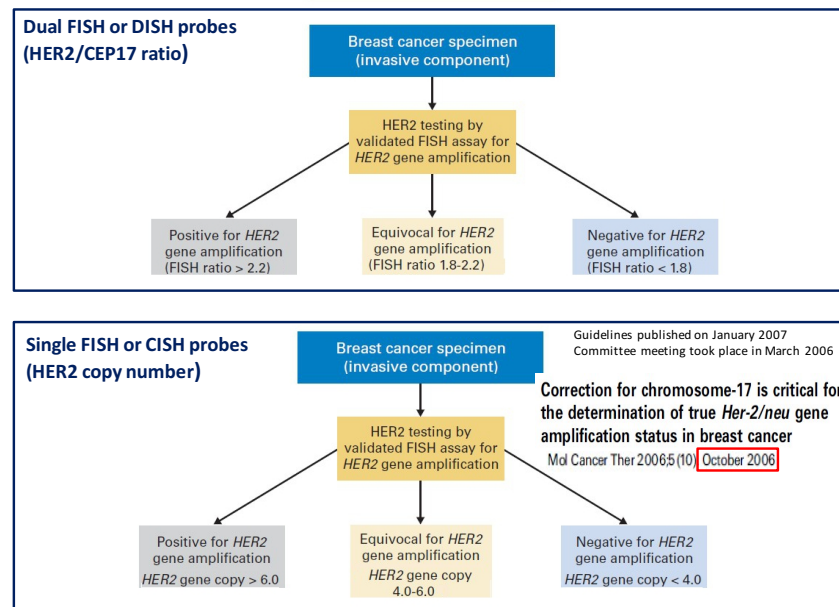 Dual FISH or DISH probes
(HER2/CEP17 ratio)
Breast cancer specimen
(invasive component)
HER2 testing by
validated FISH assay for
HER2 gene amplification
Positive for HER2
gene amplification
(FISH ratio > 2.2)
Equivocal for HER2
gene amplification
(FISH ratio 1.8-2.2)
Negative for HER2
gene amplification
(FISH ratio < 1.8)
Single FISH or CISH probes
(HER2 copy number)
Breast cancer specimen
(invasive component)
Guidelines published on January 2007
Committee meeting took place in March 2006
Correction for chromosome-17 is critical for
the determination of true Her-2/neu gene
amplification status in breast cancer
Mol Cancer Ther 2006;5(10) October 2006
HER2 testing by
validated FISH assay for
HER2 gene amplification
Positive for HER2
gene amplification
HER2 gene copy > 6.0
Equivocal for HER2
gene amplification
HER2 gene copy
4.0-6.0
Negative for HER2
gene amplification
HER2 gene copy < 4.0